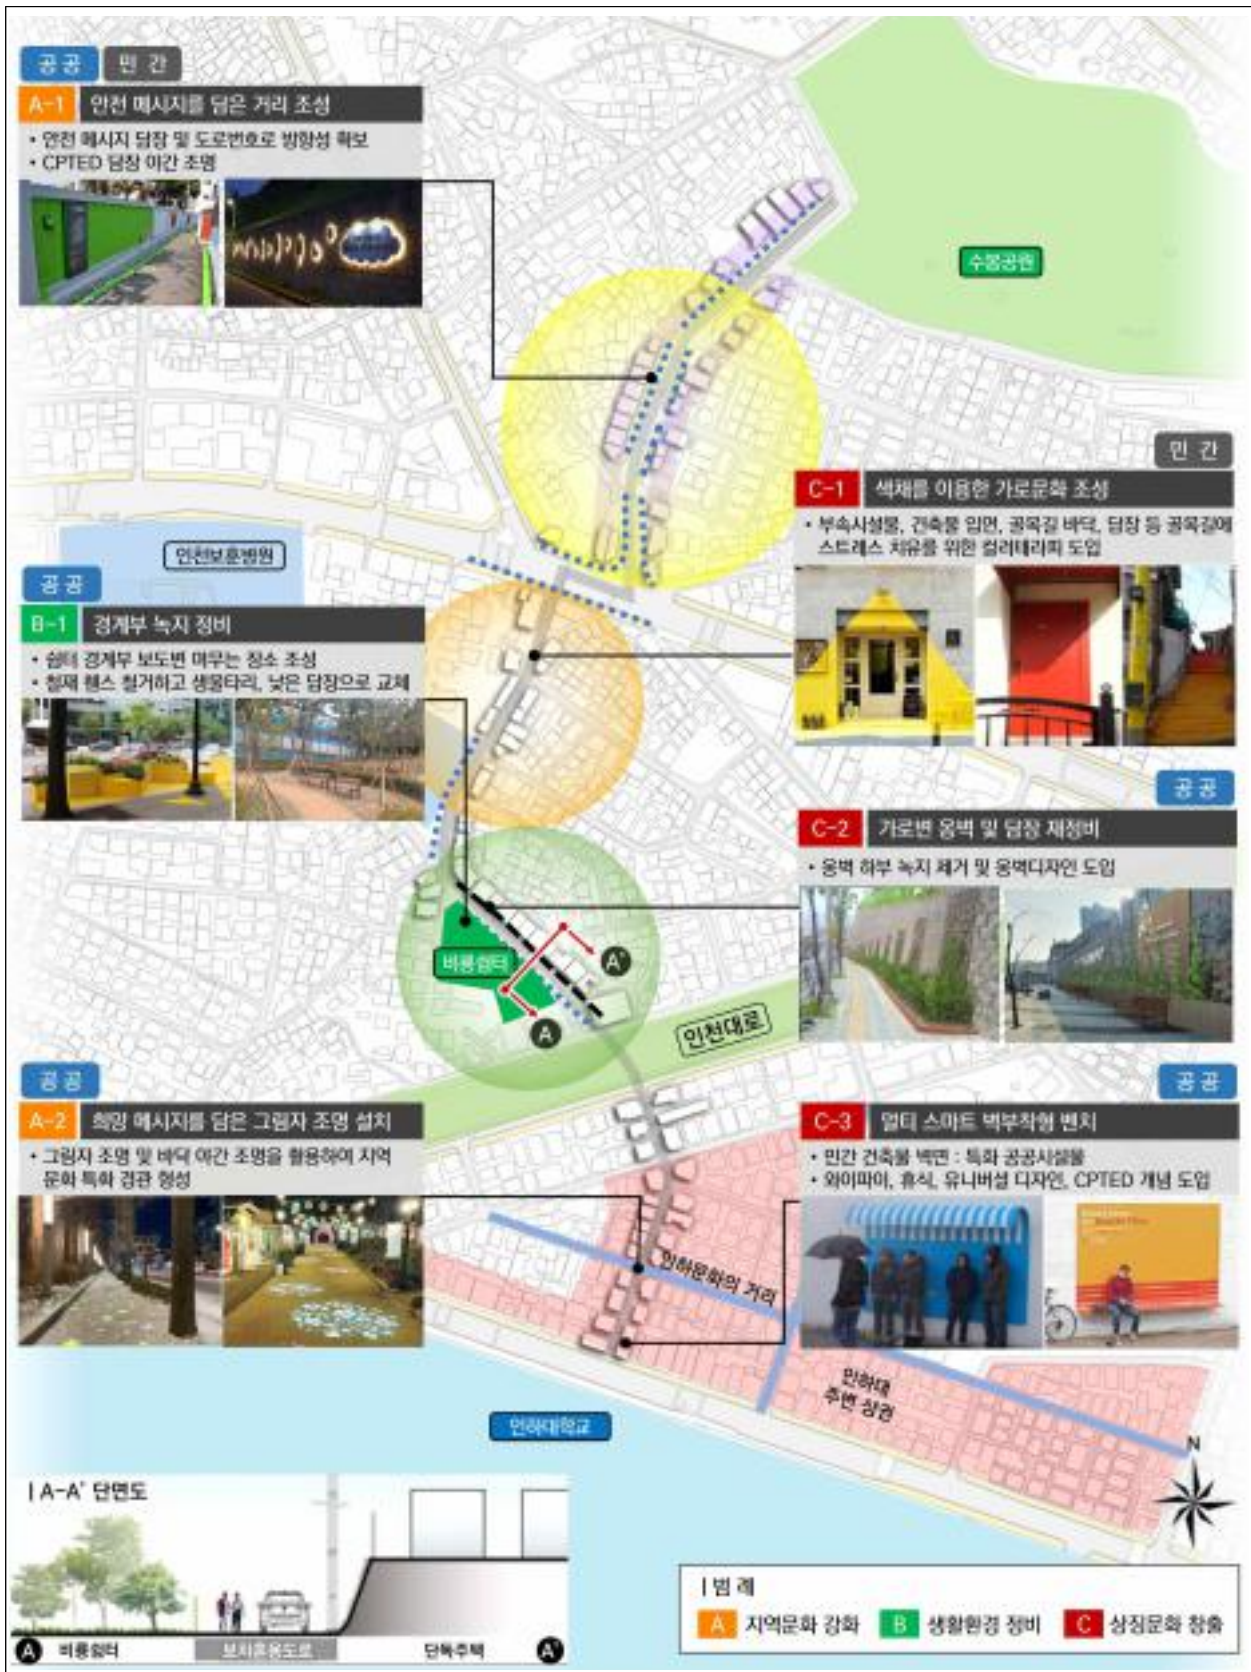 공공
민간
A-1 안전 메시지를 담은 거리 조성
• 안전 메시지 담장 및 도로번호로 방향성 확보
• CPTED 담장 야간 조명
수봉공원
민간
C-1 색채를 이용한 가로문화 조성
• 부속시설물, 건축물 입면, 골목길 바닥, 담장 등 골목길에
스트레스 치유를 위한 컬러테라피 도입
인천보훈병원
공공
B-1 경계부 녹지 정비
• 쉼터 경계부 보도변 머무는 장소 조성
• 철재 휀스 철거하고 생울타리, 낮은 담장으로 교체
공공
C-2 가로변 옹벽 및 담장 재정비
• 옹벽 하부 녹지 제거 및 옹벽디자인 도입
비룡쉼터
A'
A
인천대로
공공
A-2 희망 메시지를 담은 그림자 조명 설치
• 그림자 조명 및 바닥 야간 조명을 활용하여 지역
문화 특화 경관 형성
공공
C-3 멀티 스마트 벽부착형 벤치
• 민간 건축물 벽면 : 특화 공공시설물
• 와이파이, 휴식, 유니버셜 디자인, CPTED 개념 도입
인하문화의 거리
인하대
주변 상권
인하대학교
N
| A-A' 단면도
A 비룡쉼터 보차혼용도로 단독주택 A'
| 범 례
A 지역문화 강화 B 생활환경 정비 C 상징문화 창출